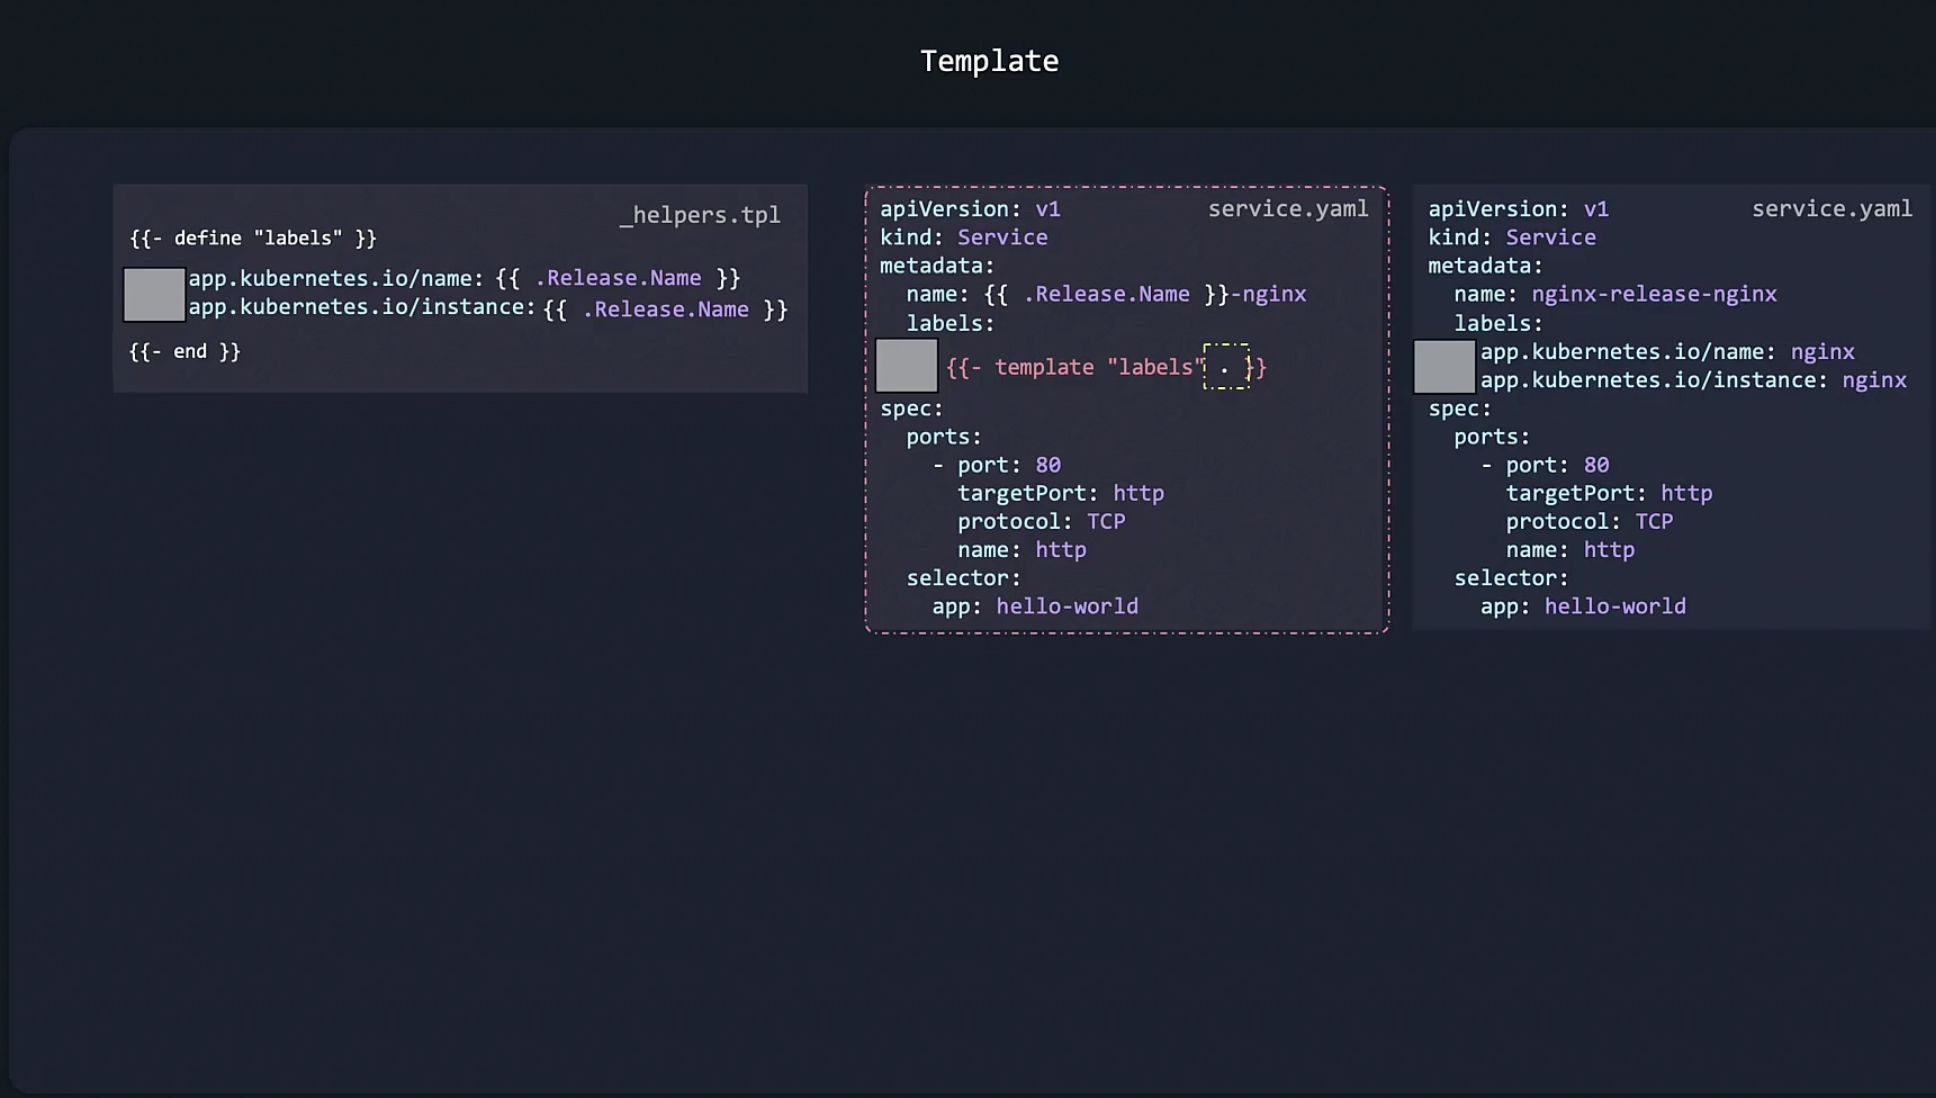 Template
_helpers.tpl
{{- define "labels" }}
app.kubernetes.io/name: {{ .Release.Name }}
app.kubernetes.io/instance: {{ .Release.Name }}
{{- end }}
apiVersion: v1 service.yaml
kind: Service
metadata:
name: {{ .Release.Name }}-nginx
labels:
{{- template "labels" . }}
spec:
ports:
- port: 80
targetPort: http
protocol: TCP
name: http
selector:
app: hello-world
apiVersion: v1 service.yaml
kind: Service
metadata:
name: nginx-release-nginx
labels:
app.kubernetes.io/name: nginx
app.kubernetes.io/instance: nginx
spec:
ports:
- port: 80
targetPort: http
protocol: TCP
name: http
selector:
app: hello-world